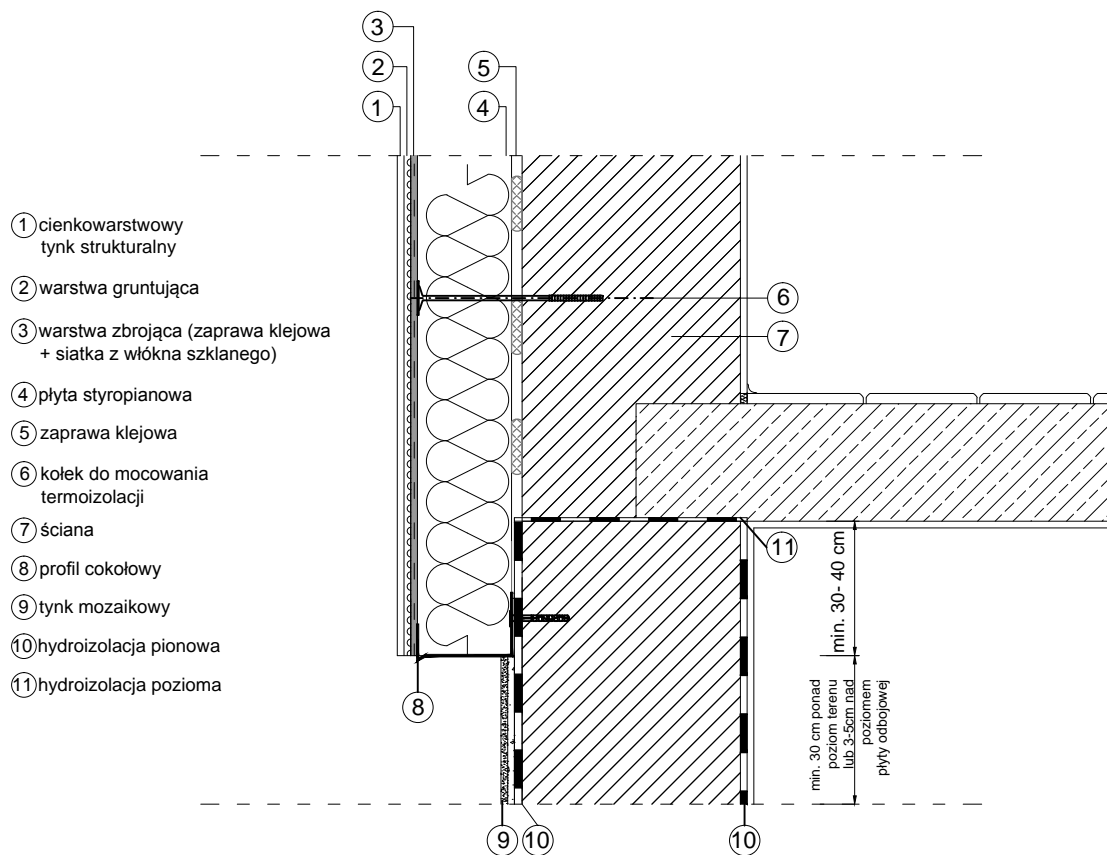 3
2
1
5
4
1 cienkowarstwowy
tynk strukturalny
2 warstwa gruntująca
3 warstwa zbrojąca (zaprawa klejowa
+ siatka z włókna szklanego)
4 płyta styropianowa
5 zaprawa klejowa
6 kołek do mocowania
termoizolacji
7 ściana
8 profil cokołowy
9 tynk mozaikowy
10 hydroizolacja pionowa
11 hydroizolacja pozioma
6
7
11
8
9
10
10
min. 30- 40 cm
min. 30 cm ponad
poziom terenu
lub 3-5cm nad
poziomem
płyty odbojowej